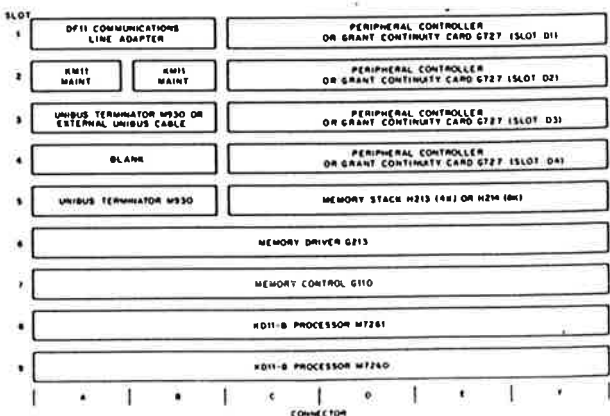 SLOT
1
DF11 COMMUNICATIONS
LINE ADAPTER
PERIPHERAL CONTROLLER
OR GRANT CONTINUITY CARD G727 (SLOT D1)
2
KM11
MAINT
KM11
MAINT
PERIPHERAL CONTROLLER
OR GRANT CONTINUITY CARD G727 (SLOT D2)
3
UNIBUS TERMINATOR M930 OR
EXTERNAL UNIBUS CABLE
PERIPHERAL CONTROLLER
OR GRANT CONTINUITY CARD G727 (SLOT D3)
4
BLANK
PERIPHERAL CONTROLLER
OR GRANT CONTINUITY CARD G727 (SLOT D4)
5
UNIBUS TERMINATOR M930
MEMORY STACK H213 (4K) OR H214 (8K)
6
MEMORY DRIVER G213
7
MEMORY CONTROL G110
8
KD11-B PROCESSOR M7261
9
KD11-B PROCESSOR M7260
A B C D E F
CONNECTOR